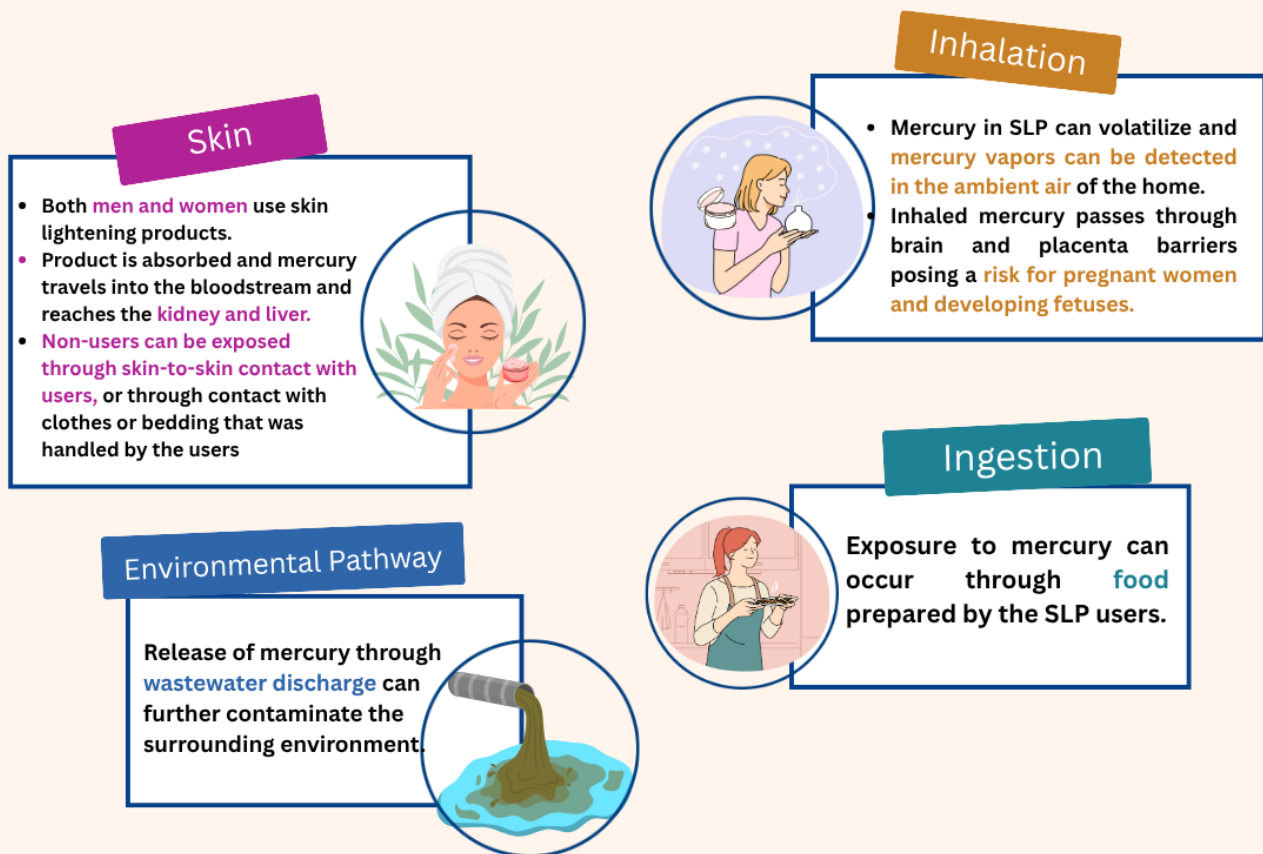 Skin
• Both men and women use skin
lightening products.
• Product is absorbed and mercury
travels into the bloodstream and
reaches the kidney and liver.
• Non-users can be exposed
through skin-to-skin contact with
users, or through contact with
clothes or bedding that was
handled by the users
Inhalation
• Mercury in SLP can volatilize and
mercury vapors can be detected
in the ambient air of the home.
• Inhaled mercury passes through
brain and placenta barriers
posing a risk for pregnant women
and developing fetuses.
Environmental Pathway
Release of mercury through
wastewater discharge can
further contaminate the
surrounding environment.
Ingestion
Exposure to mercury can
occur through food
prepared by the SLP users.